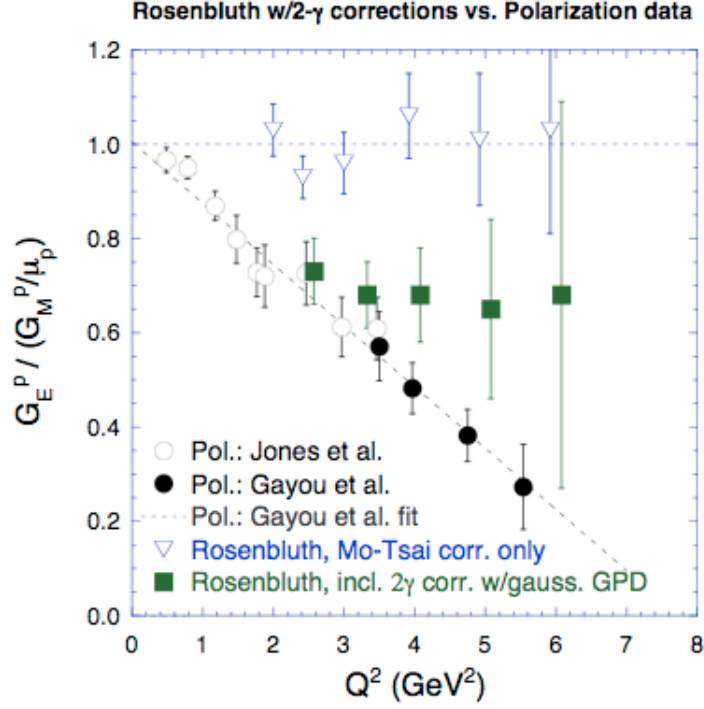 Rosenbluth w/2-γ corrections vs. Polarization data
1.2
1.0
0.8
0.6
0.4
0.2
0.0
G_E^p / (G_M^p/μ_p)
Pol.: Jones et al.
Pol.: Gayou et al.
Pol.: Gayou et al. fit
Rosenbluth, Mo-Tsai corr. only
Rosenbluth, incl. 2γ corr. w/gauss. GPD
0 1 2 3 4 5 6 7 8
Q² (GeV²)